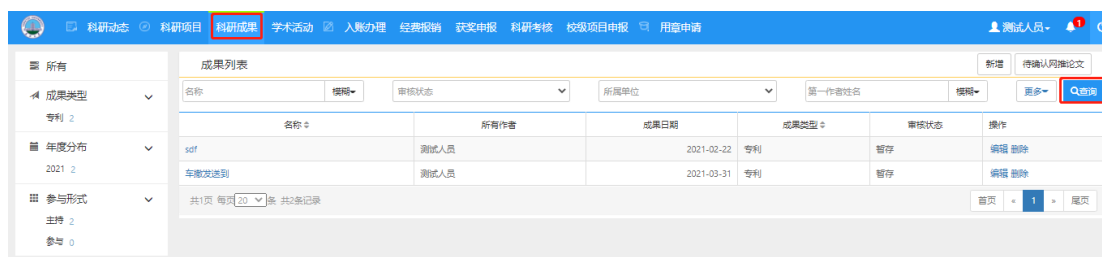 科研动态 科研项目 科研成果 学术活动 入账办理 经费报销 获奖申报 科研考核 校级项目申报 用章申请 测试人员 1
所有
成果类型
专利 2
年度分布
2021 2
参与形式
主持 2
参与 0
成果列表 新增 待确认网推论文
名称 模糊 审核状态 所属单位 第一作者姓名 模糊 更多 查询
名称 所有作者 成果日期 成果类型 审核状态 操作
sdf 测试人员 2021-02-22 专利 暂存 编辑 删除
车撤发送到 测试人员 2021-03-31 专利 暂存 编辑 删除
共1页 每页 20 条 共2条记录 首页 « 1 » 尾页